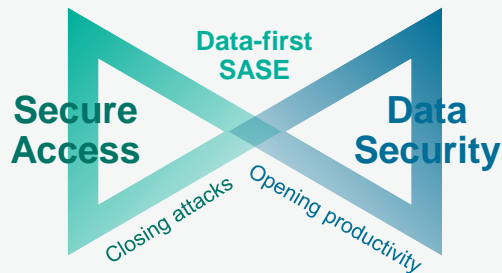 Data-first
SASE
Secure
Access
Data
Security
Closing attacks
Opening productivity